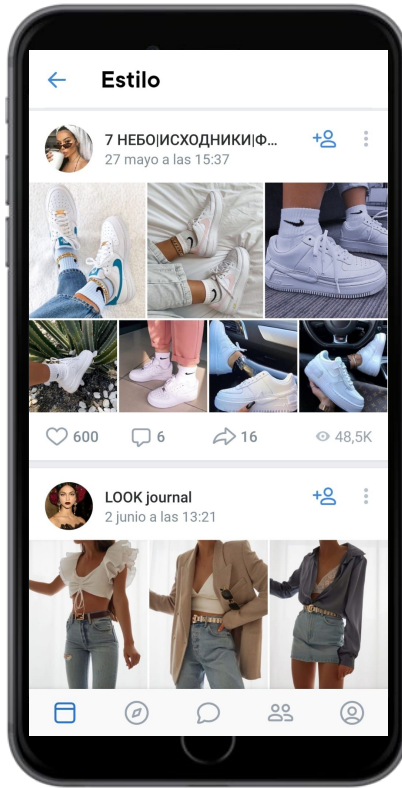 Estilo
7 НЕБО|ИСХОДНИКИ|Ф...
27 mayo a las 15:37
600 6 16 48,5K
LOOK journal
2 junio a las 13:21